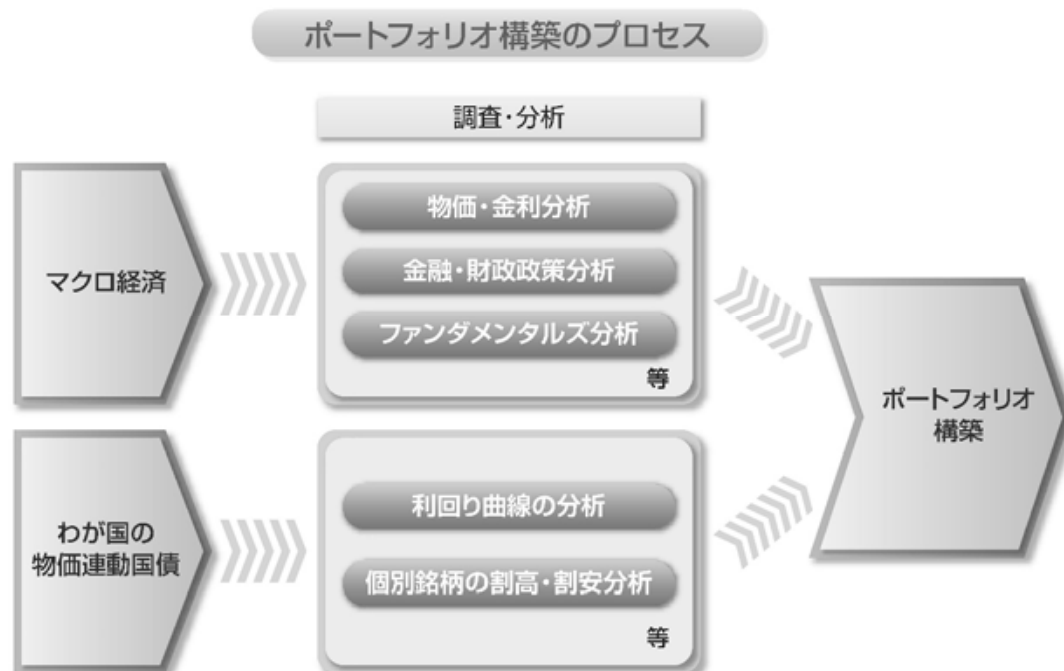 ポートフォリオ構築のプロセス
調査・分析
マクロ経済
物価・金利分析
金融・財政政策分析
ファンダメンタルズ分析
等
わが国の
物価連動国債
利回り曲線の分析
個別銘柄の割高・割安分析
等
ポートフォリオ
構築